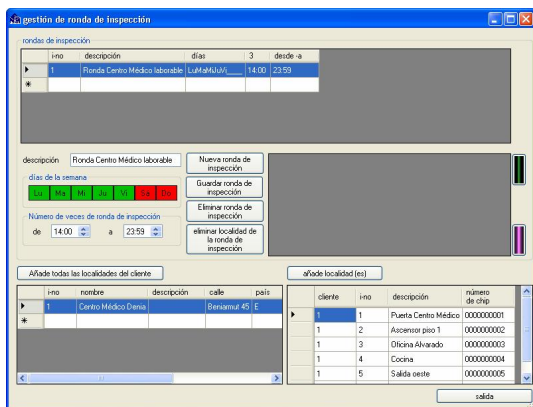 gestión de ronda de inspección
rondas de inspección
i-no descripción días 3 desde -a
1 Ronda Centro Médico laborable LuMaMiJuVi____ 14:00 23:59
descripción Ronda Centro Médico laborable
Nueva ronda de
inspección
días de la semana
Lu Ma Mi Ju Vi Sa Do
Guardar ronda de
inspección
Número de veces de ronda de inspección
de 14:00 a 23:59
Eliminar ronda de
inspección
eliminar localidad de
la ronda de
inspección
Añade todas las localidades del cliente
añade localidad (es)
i-no nombre descripción calle país
1 Centro Médico Denia Beniarmut 45 E
cliente i-no descripción número
de chip
1 1 Puerta Centro Médico 0000000001
1 2 Ascensor piso 1 0000000002
1 3 Oficina Alvarado 0000000003
1 4 Cocina 0000000004
1 5 Salida oeste 0000000005
salida